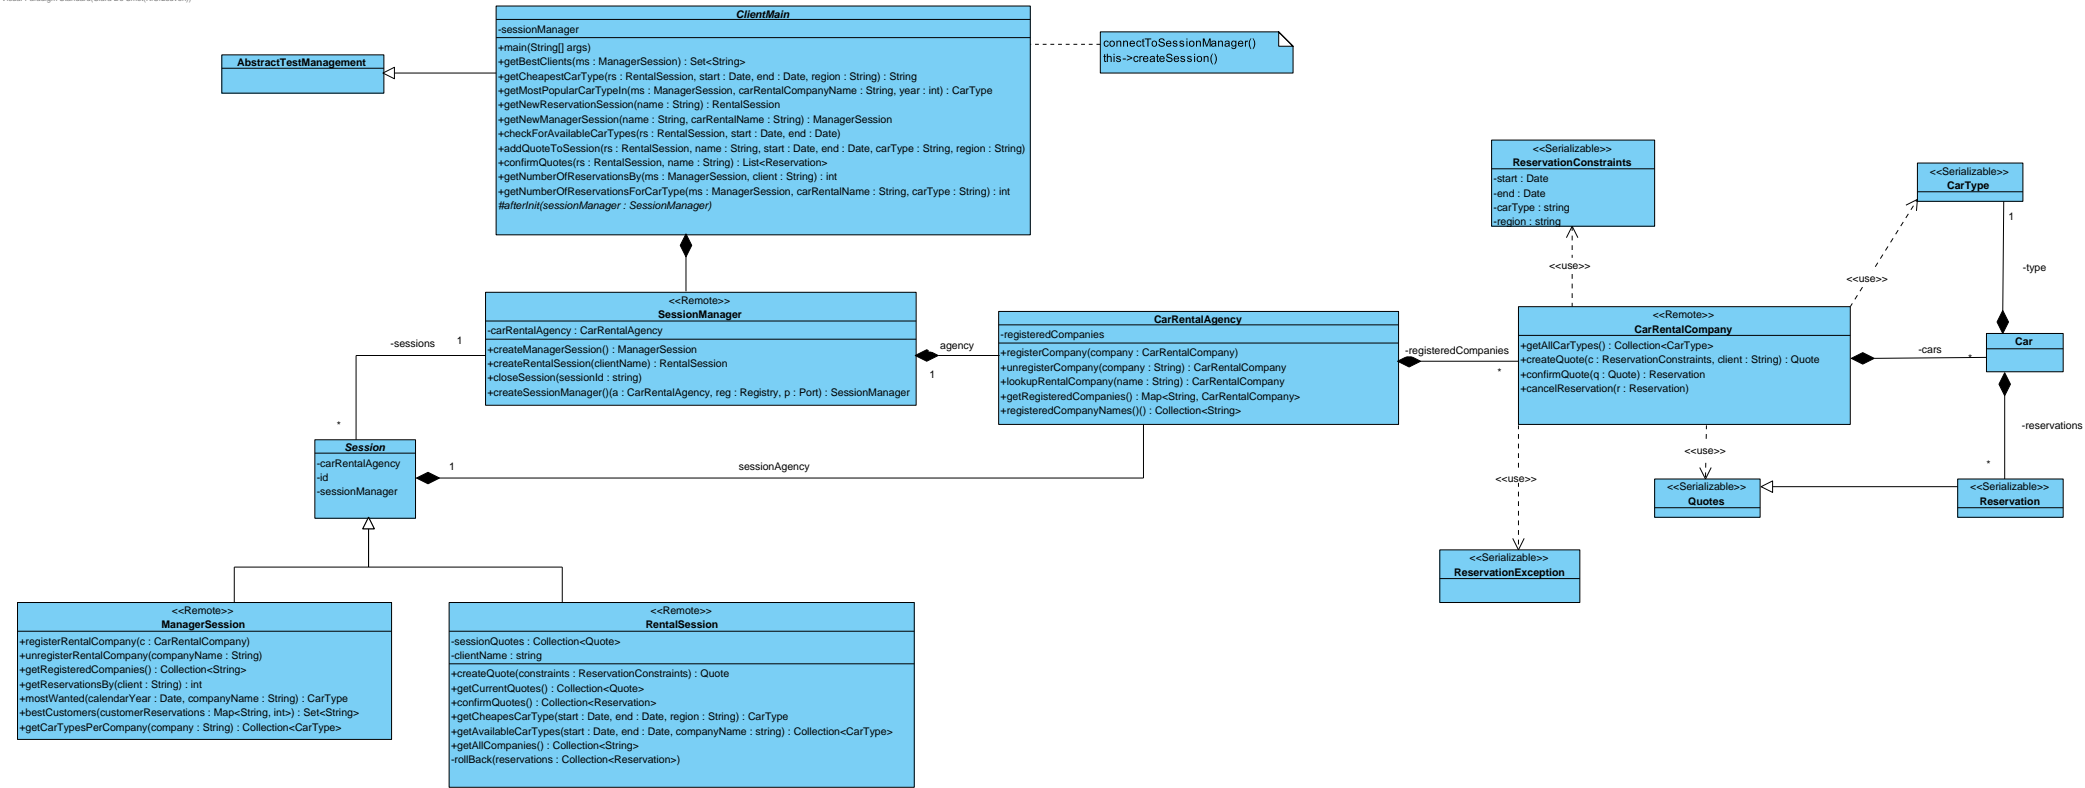 ClientMain
-sessionManager
+main(String[] args)
+getBestClients(ms : ManagerSession) : Set<String>
+getCheapestCarType(rs : RentalSession, start : Date, end : Date, region : String) : String
+getMostPopularCarTypeIn(ms : ManagerSession, carRentalCompanyName : String, year : int) : CarType
+getNewReservationSession(name : String) : RentalSession
+getNewManagerSession(name : String, carRentalName : String) : ManagerSession
+checkForAvailableCarTypes(rs : RentalSession, start : Date, end : Date)
+addQuoteToSession(rs : RentalSession, name : String, start : Date, end : Date, carType : String, region : String)
+confirmQuotes(rs : RentalSession, name : String) : List<Reservation>
+getNumberOfReservationsBy(ms : ManagerSession, client : String) : int
+getNumberOfReservationsForCarType(ms : ManagerSession, carRentalName : String, carType : String) : int
#afterInit(sessionManager : SessionManager)
connectToSessionManager()
this->createSession()
AbstractTestManagement
<<Serializable>>
ReservationConstraints
-start : Date
-end : Date
-carType : string
-region : string
<<Serializable>>
CarType
1
<<use>>
<<use>>
-type
<<Remote>>
SessionManager
-carRentalAgency : CarRentalAgency
+createManagerSession() : ManagerSession
+createRentalSession(clientName) : RentalSession
+closeSession(sessionId : string)
+createSessionManager()(a : CarRentalAgency, reg : Registry, p : Port) : SessionManager
-sessions
1
*
agency
1
CarRentalAgency
-registeredCompanies
+registerCompany(company : CarRentalCompany)
+unregisterCompany(company : String) : CarRentalCompany
+lookupRentalCompany(name : String) : CarRentalCompany
+getRegisteredCompanies() : Map<String, CarRentalCompany>
+registeredCompanyNames()() : Collection<String>
-registeredCompanies
*
<<Remote>>
CarRentalCompany
+getAllCarTypes() : Collection<CarType>
+createQuote(c : ReservationConstraints, client : String) : Quote
+confirmQuote(q : Quote) : Reservation
+cancelReservation(r : Reservation)
-cars
*
Car
-reservations
*
<<use>>
<<use>>
<<Serializable>>
Quotes
<<Serializable>>
Reservation
<<Serializable>>
ReservationException
Session
-carRentalAgency
-id
-sessionManager
1
sessionAgency
<<Remote>>
ManagerSession
+registerRentalCompany(c : CarRentalCompany)
+unregisterRentalCompany(companyName : String)
+getRegisteredCompanies() : Collection<String>
+getReservationsBy(client : String) : int
+mostWanted(calendarYear : Date, companyName : String) : CarType
+bestCustomers(customerReservations : Map<String, int>) : Set<String>
+getCarTypesPerCompany(company : String) : Collection<CarType>
<<Remote>>
RentalSession
-sessionQuotes : Collection<Quote>
-clientName : string
+createQuote(constraints : ReservationConstraints) : Quote
+getCurrentQuotes() : Collection<Quote>
+confirmQuotes() : Collection<Reservation>
+getCheapesCarType(start : Date, end : Date, region : String) : CarType
+getAvailableCarTypes(start : Date, end : Date, companyName : string) : Collection<CarType>
+getAllCompanies() : Collection<String>
-rollBack(reservations : Collection<Reservation>)